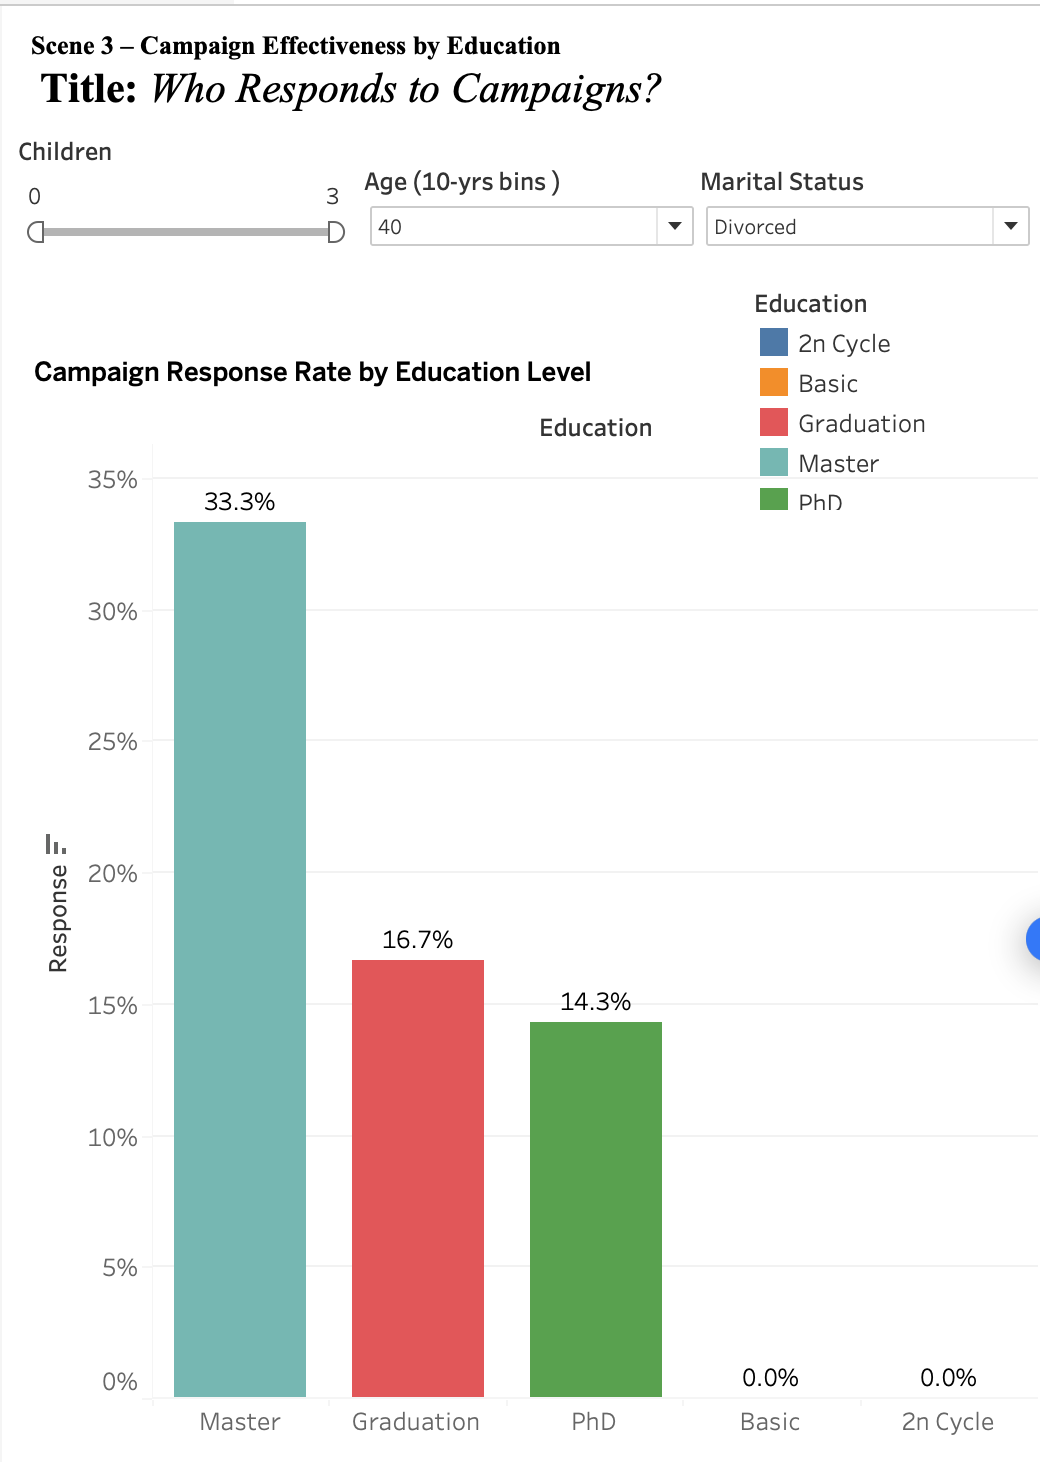 Scene 3 – Campaign Effectiveness by Education
Title: Who Responds to Campaigns?
Children
0 3
Age (10-yrs bins )
40
Marital Status
Divorced
Education
2n Cycle
Basic
Graduation
Master
PhD
Campaign Response Rate by Education Level
Education
35%
30%
25%
20%
15%
10%
5%
0%
Response
33.3%
16.7%
14.3%
0.0%
0.0%
Master
Graduation
PhD
Basic
2n Cycle